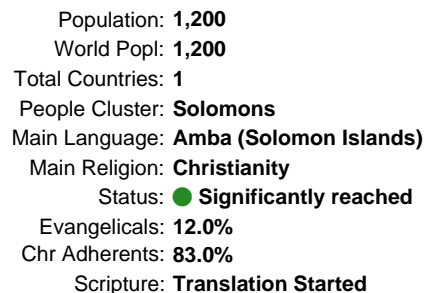 Population: 1,200
World Popl: 1,200
Total Countries: 1
People Cluster: Solomons
Main Language: Amba (Solomon Islands)
Main Religion: Christianity
Status: Significantly reached
Evangelicals: 12.0%
Chr Adherents: 83.0%
Scripture: Translation Started